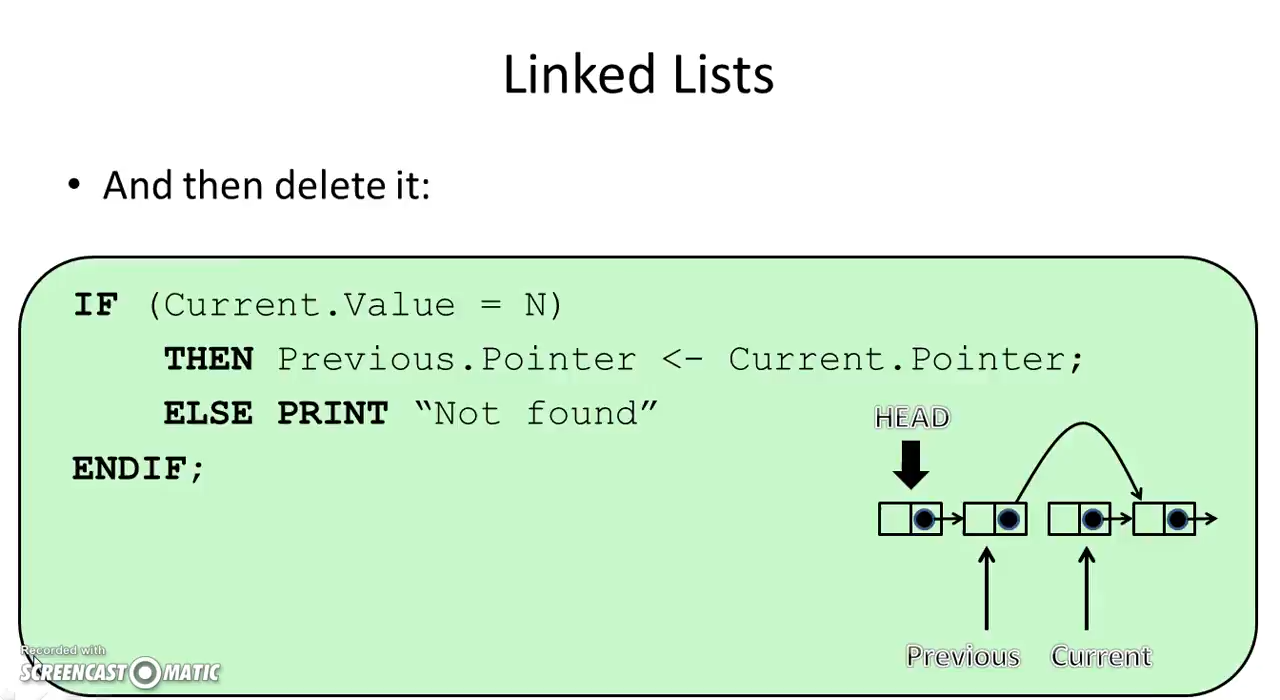 Linked Lists
• And then delete it:
IF (Current.Value = N)
THEN Previous.Pointer <- Current.Pointer;
ELSE PRINT “Not found”
ENDIF;
HEAD
Previous Current
Recorded with
SCREENCAST MATIC